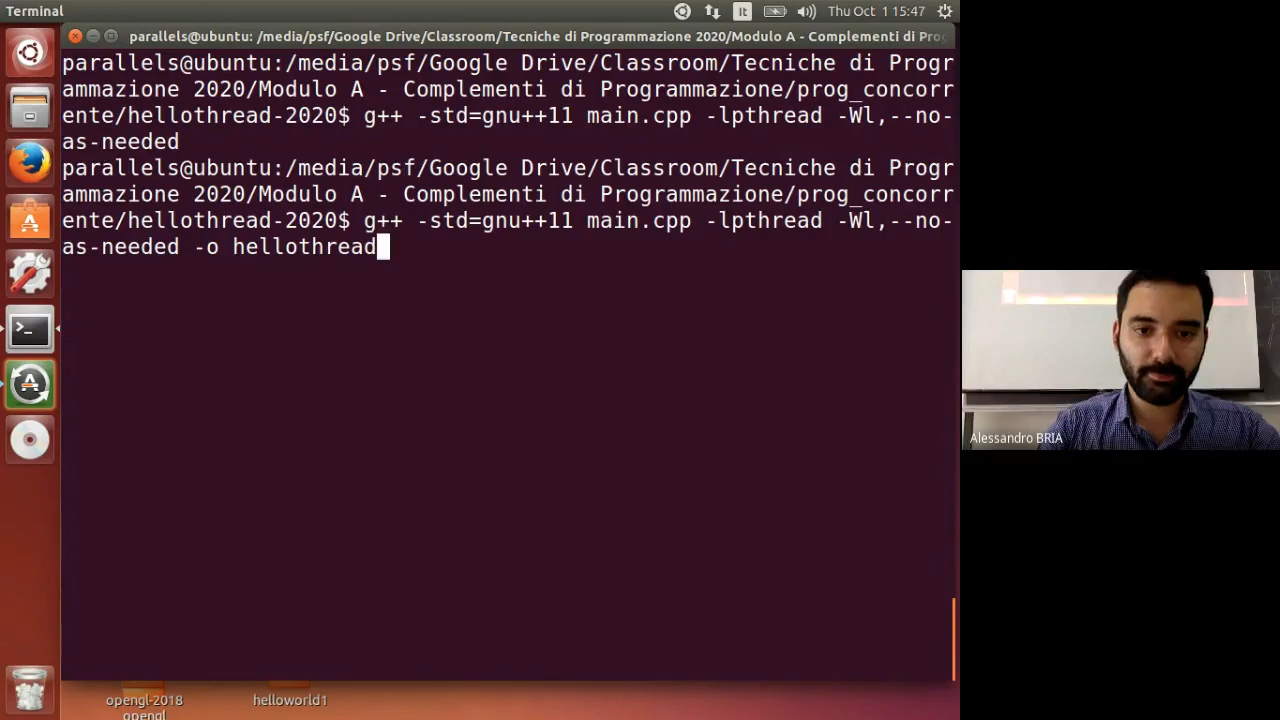 Terminal
It
Thu Oct 1 15:47
parallels@ubuntu: /media/psf/Google Drive/Classroom/Tecniche di Programmazione 2020/Modulo A - Complementi di Pro
parallels@ubuntu:/media/psf/Google Drive/Classroom/Tecniche di Progr
ammazione 2020/Modulo A - Complementi di Programmazione/prog_concorr
ente/hellothread-2020$ g++ -std=gnu++11 main.cpp -lpthread -Wl,--no-
as-needed
parallels@ubuntu:/media/psf/Google Drive/Classroom/Tecniche di Progr
ammazione 2020/Modulo A - Complementi di Programmazione/prog_concorr
ente/hellothread-2020$ g++ -std=gnu++11 main.cpp -lpthread -Wl,--no-
as-needed -o hellothread
Alessandro BRIA
opengl-2018
opengl
helloworld1